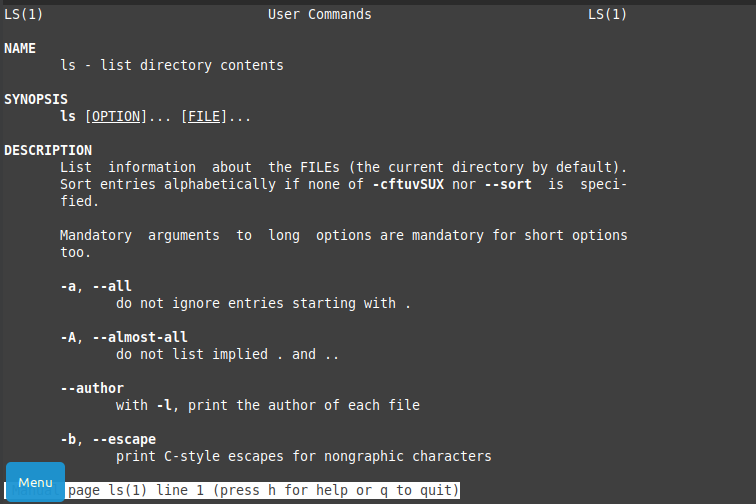 LS(1) User Commands LS(1)
NAME
ls - list directory contents
SYNOPSIS
ls [OPTION]... [FILE]...
DESCRIPTION
List information about the FILEs (the current directory by default).
Sort entries alphabetically if none of -cftuvSUX nor --sort is speci-
fied.
Mandatory arguments to long options are mandatory for short options
too.
-a, --all
do not ignore entries starting with .
-A, --almost-all
do not list implied . and ..
--author
with -l, print the author of each file
-b, --escape
print C-style escapes for nongraphic characters
Menu
page ls(1) line 1 (press h for help or q to quit)